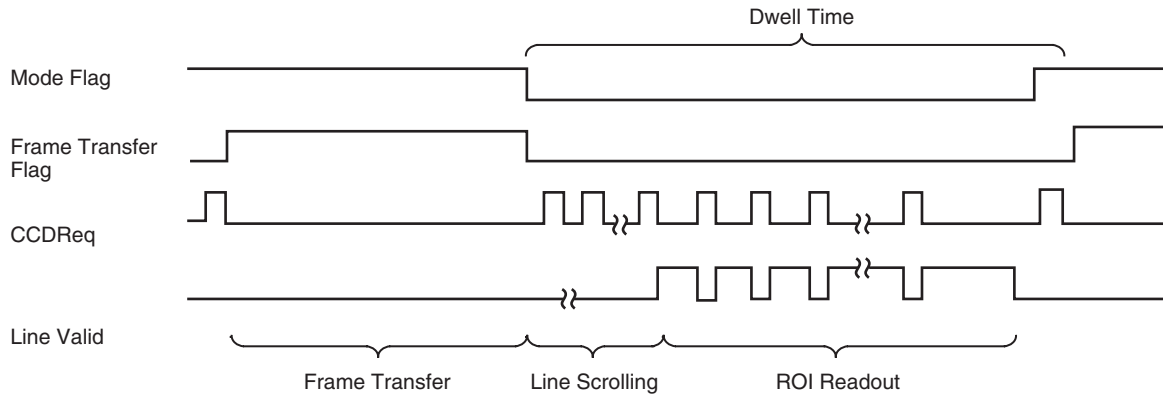 Dwell Time
Mode Flag
Frame Transfer
Flag
CCDReq
Line Valid
Frame Transfer
Line Scrolling
ROI Readout